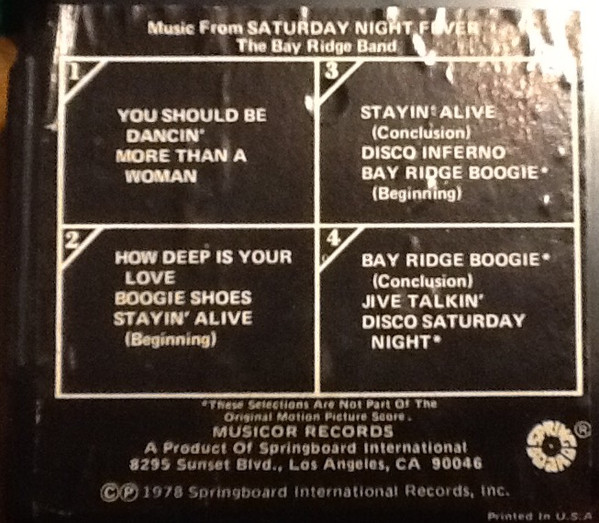 Music From SATURDAY NIGHT FEVER
The Bay Ridge Band
1
YOU SHOULD BE
DANCIN'
MORE THAN A
WOMAN
2
HOW DEEP IS YOUR
LOVE
BOOGIE SHOES
STAYIN' ALIVE
(Beginning)
3
STAYIN' ALIVE
(Conclusion)
DISCO INFERNO
BAY RIDGE BOOGIE*
(Beginning)
4
BAY RIDGE BOOGIE*
(Conclusion)
JIVE TALKIN'
DISCO SATURDAY
NIGHT*
*These Selections Are Not Part Of The
Original Motion Picture Score.
MUSICOR RECORDS
A Product Of Springboard International
8295 Sunset Blvd., Los Angeles, CA 90046
SPRINGBOARD ®
©℗ 1978 Springboard International Records, Inc.
Printed In U.S.A